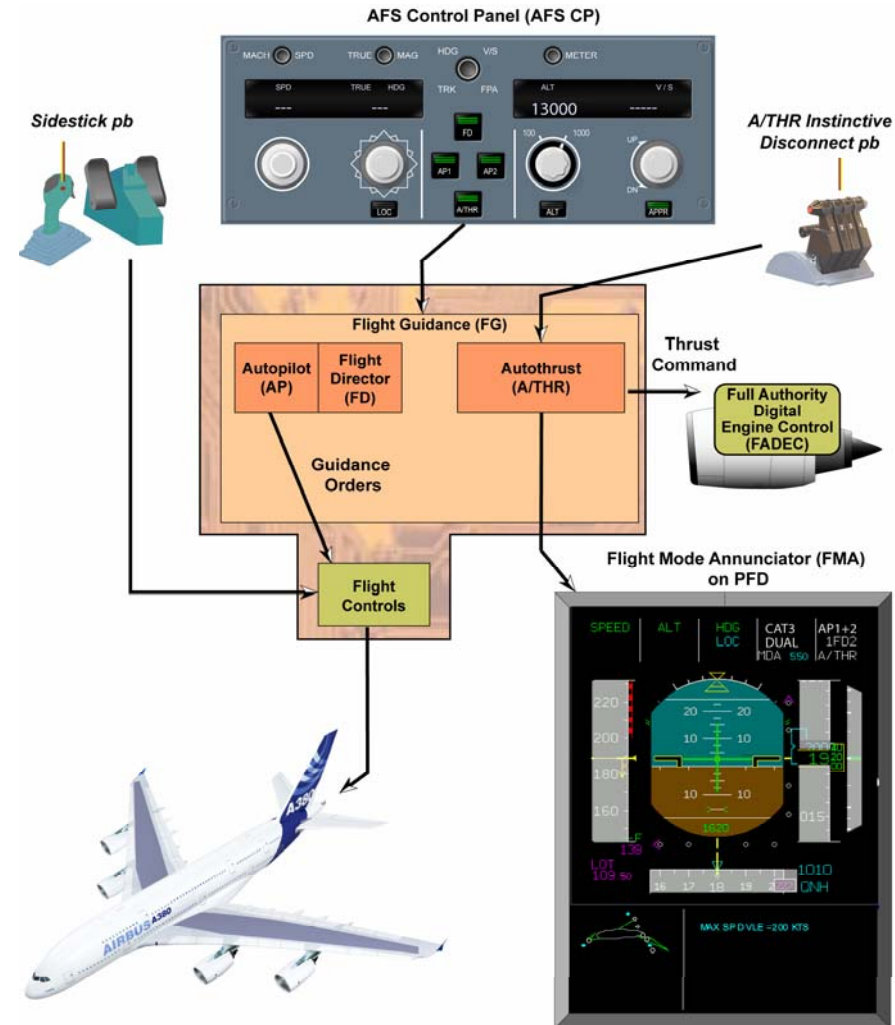 AFS Control Panel (AFS CP)
MACH SPD
TRUE MAG
HDG V/S
TRK FPA
METER
SPD
TRUE HDG
---
---
ALT
V/S
13000
-----
FD
AP1
AP2
A/THR
LOC
100
1000
ALT
UP
DN
APPR
Sidestick pb
A/THR Instinctive
Disconnect pb
Flight Guidance (FG)
Autopilot
(AP)
Flight
Director
(FD)
Autothrust
(A/THR)
Thrust
Command
Full Authority
Digital
Engine Control
(FADEC)
Guidance
Orders
Flight
Controls
Flight Mode Annunciator (FMA)
on PFD
SPEED
ALT
HDG
LOC
CAT3
DUAL
MDA 550
AP1+2
1FD2
A/THR
220
200
180
160
20 20
10 10
10 10
1620
19
015
139
LOT
109.50
16 17 18 19
1010
QNH
MAX SPD VLE =200 KTS
A380
AIRBUS A380